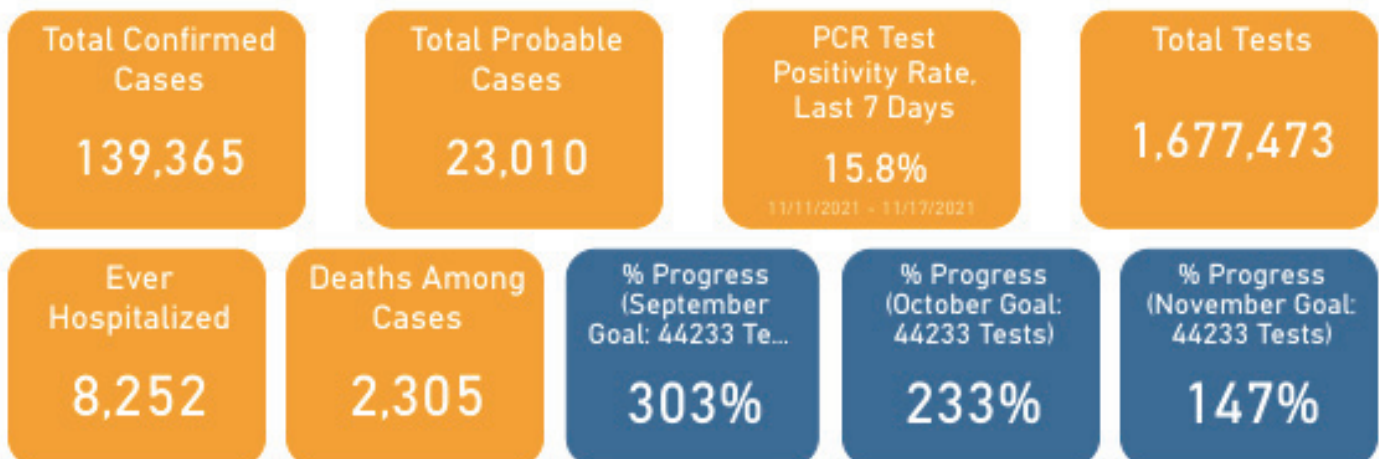 Total Confirmed
Cases
139,365
Total Probable
Cases
23,010
PCR Test
Positivity Rate,
Last 7 Days
15.8%
11/11/2021 - 11/17/2021
Total Tests
1,677,473
Ever
Hospitalized
8,252
Deaths Among
Cases
2,305
% Progress
(September
Goal: 44233 Te...
303%
% Progress
(October Goal:
44233 Tests)
233%
% Progress
(November Goal:
44233 Tests)
147%